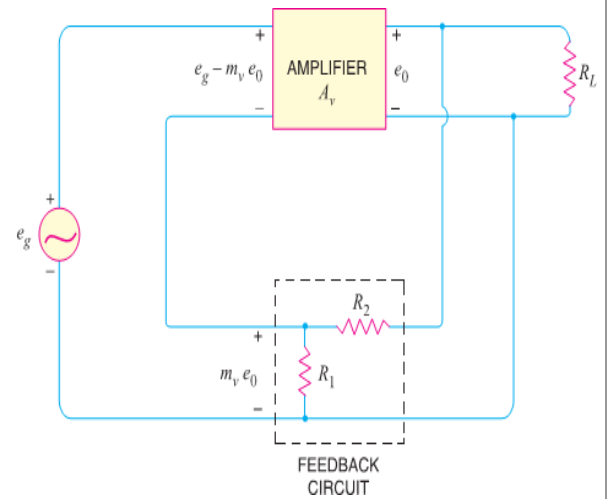 + +
e_g – m_v e_0 AMPLIFIER e_0 R_L
A_v
– –
+
e_g
–
R_2
+
m_v e_0 R_1
–
FEEDBACK
CIRCUIT